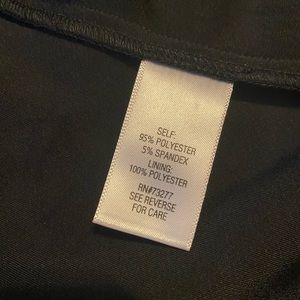 SELF:
95% POLYESTER
5% SPANDEX
LINING:
100% POLYESTER
RN#73277
SEE REVERSE
FOR CARE